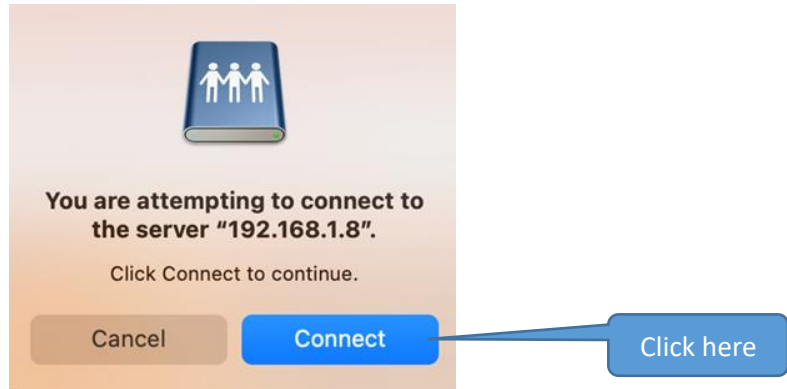 You are attempting to connect to
the server “192.168.1.8”.
Click Connect to continue.
Cancel
Connect
Click here